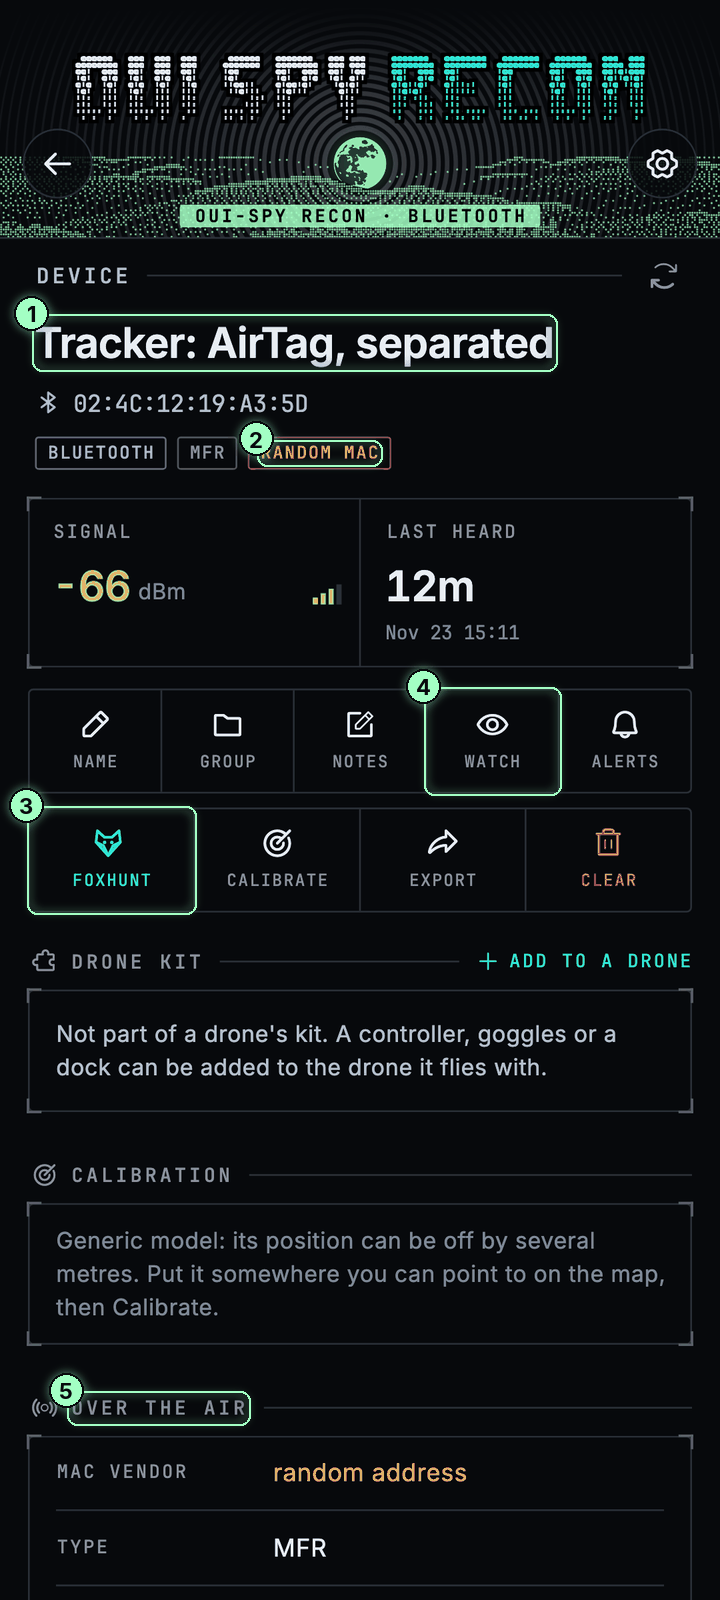 OUI SPY RECON
OUI-SPY RECON · BLUETOOTH
DEVICE
1
Tracker: AirTag, separated
02:4C:12:19:A3:5D
2
BLUETOOTH MFR RANDOM MAC
SIGNAL LAST HEARD
-66 dBm 12m
Nov 23 15:11
4
NAME GROUP NOTES WATCH ALERTS
3
FOXHUNT CALIBRATE EXPORT CLEAR
DRONE KIT + ADD TO A DRONE
Not part of a drone's kit. A controller, goggles or a
dock can be added to the drone it flies with.
CALIBRATION
Generic model: its position can be off by several
metres. Put it somewhere you can point to on the map,
then Calibrate.
5
OVER THE AIR
MAC VENDOR random address
TYPE MFR